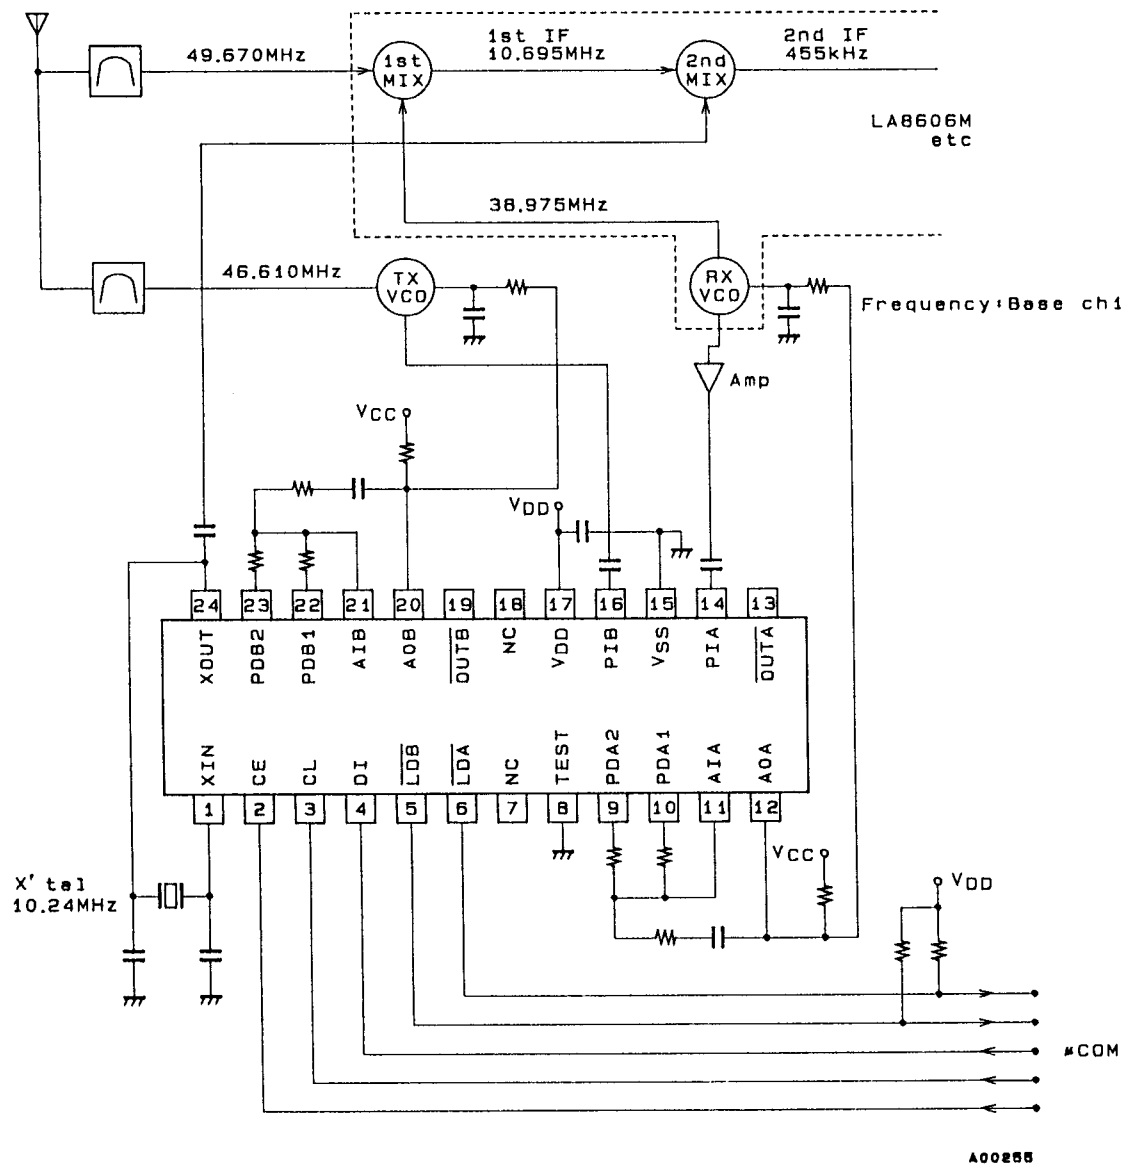 1st IF
2nd IF
49.670MHz
10.695MHz
455kHz
1st
MIX
2nd
MIX
LA8606M
etc
38.975MHz
46.610MHz
TX
VCO
RX
VCO
Frequency:Base ch1
Amp
VCC
VDD
24 23 22 21 20 19 18 17 16 15 14 13
XOUT PDB2 PDB1 AIB AOB OUTB NC VDD PIB VSS PIA OUTA
XIN CE CL DI LDB LDA NC TEST PDA2 PDA1 AIA AOA
1 2 3 4 5 6 7 8 9 10 11 12
VCC
X'tal
10.24MHz
VDD
μCOM
A00255